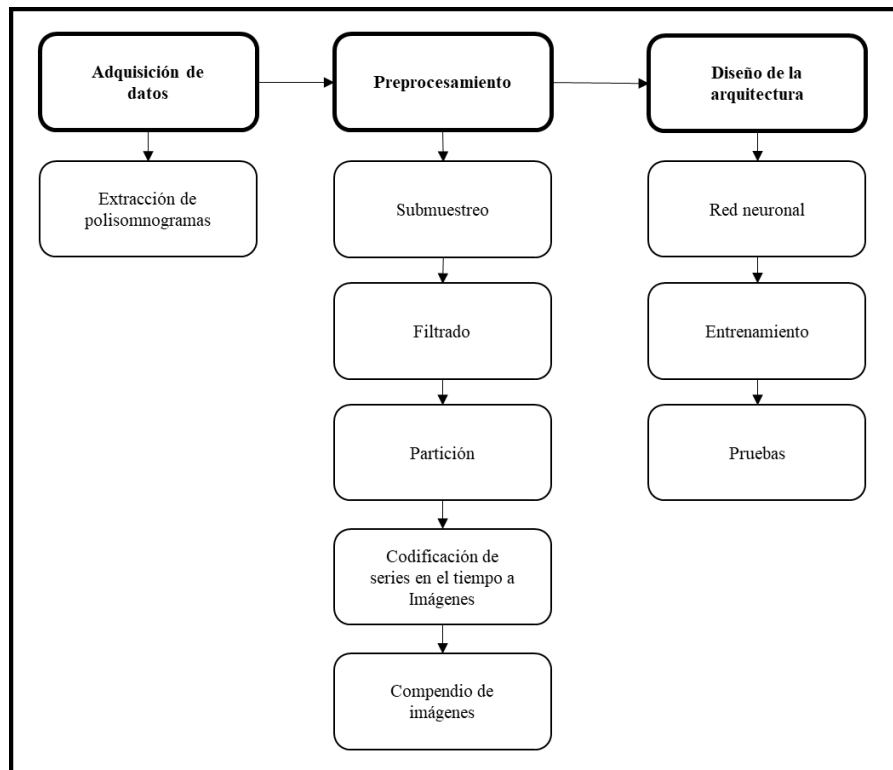 Adquisición de
datos
Preprocesamiento
Diseño de la
arquitectura
Extracción de
polisomnogramas
Submuestreo
Filtrado
Partición
Codificación de
series en el tiempo a
Imágenes
Compendio de
imágenes
Red neuronal
Entrenamiento
Pruebas